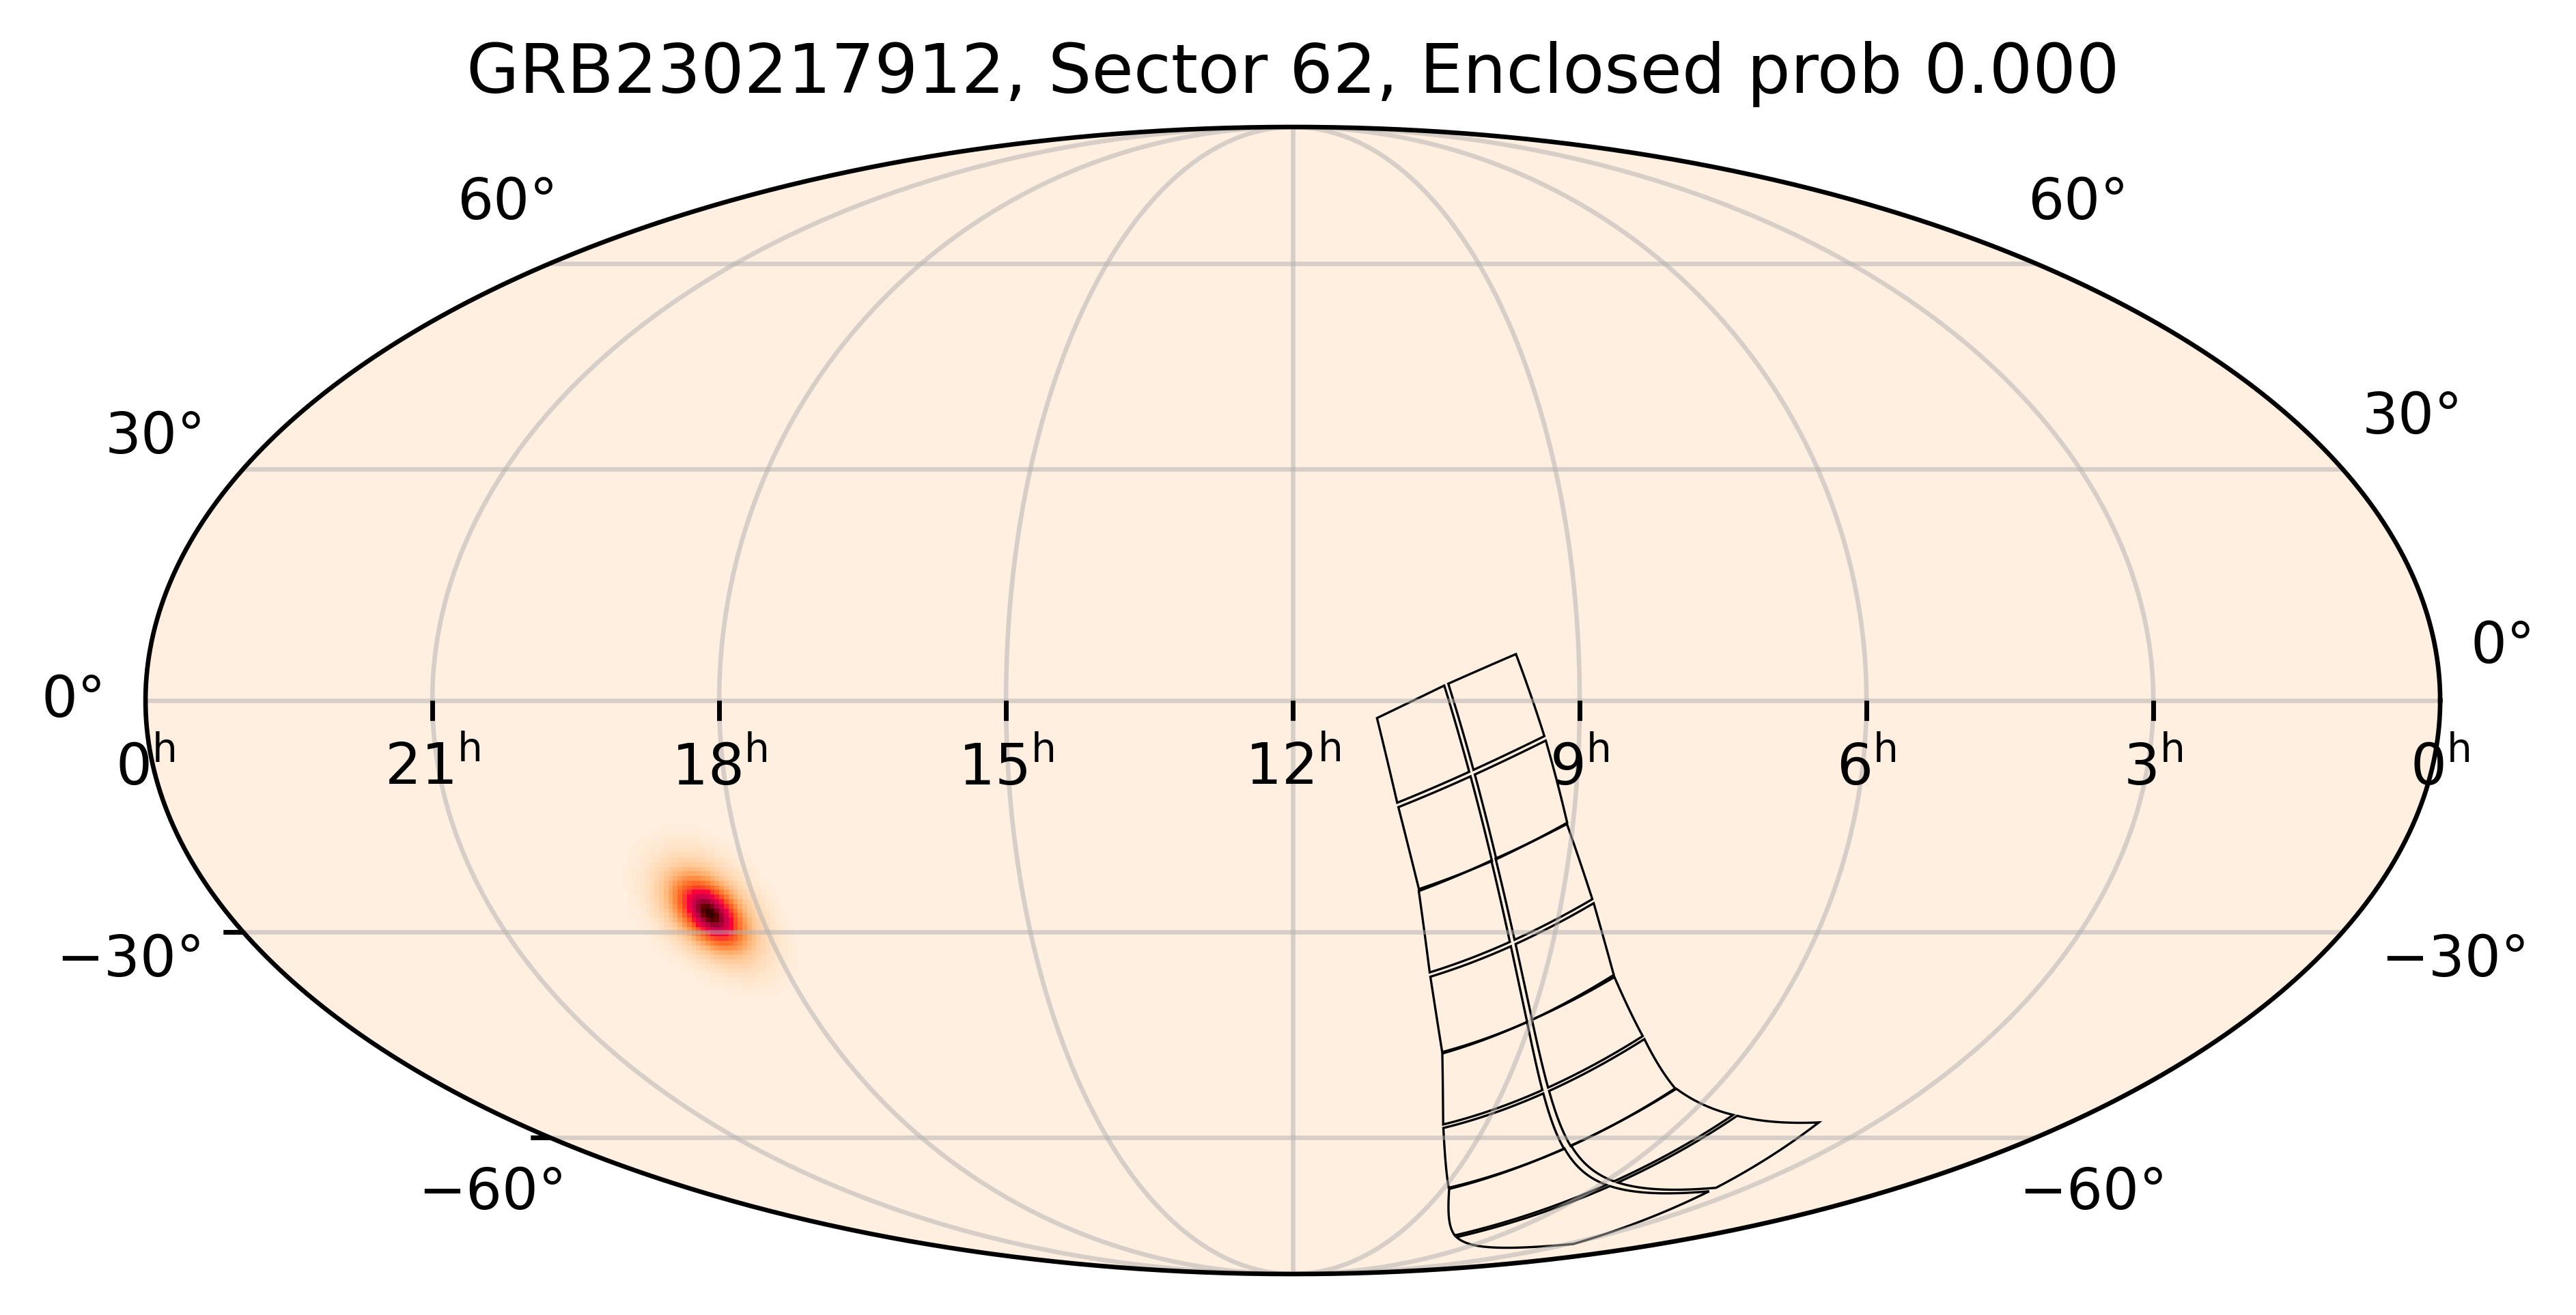 GRB230217912, Sector 62, Enclosed prob 0.000
60° 60°
30° 30°
0° 0°
0ʰ 21ʰ 18ʰ 15ʰ 12ʰ 9ʰ 6ʰ 3ʰ 0ʰ
−30° −30°
−60° −60°